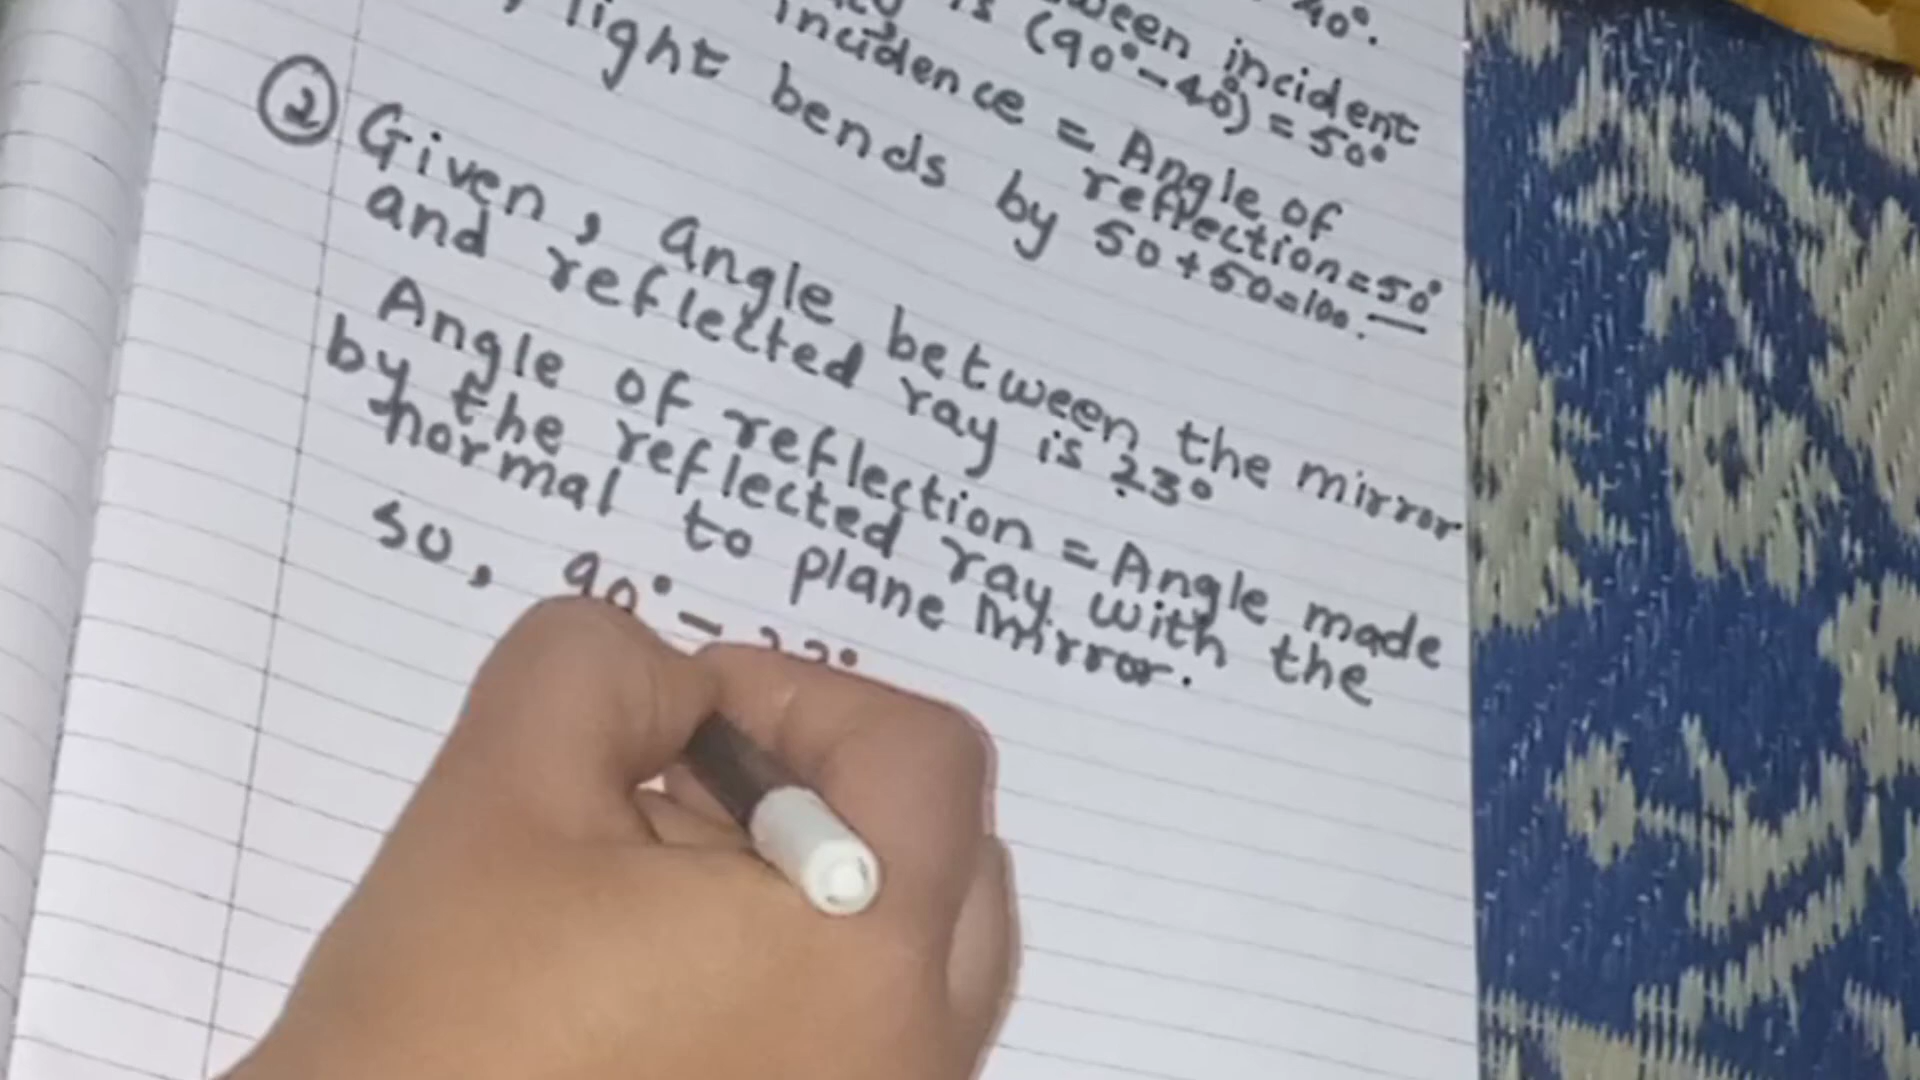 40°.
incident
is (90°-40°) = 50°
incidence = Angle of
reflection = 50°
light bends by 50+50=100.
② Given, angle between the mirror
and reflected ray is 23°
Angle of reflection = Angle made
by the reflected ray with the
normal to plane mirror.
So, 90° -